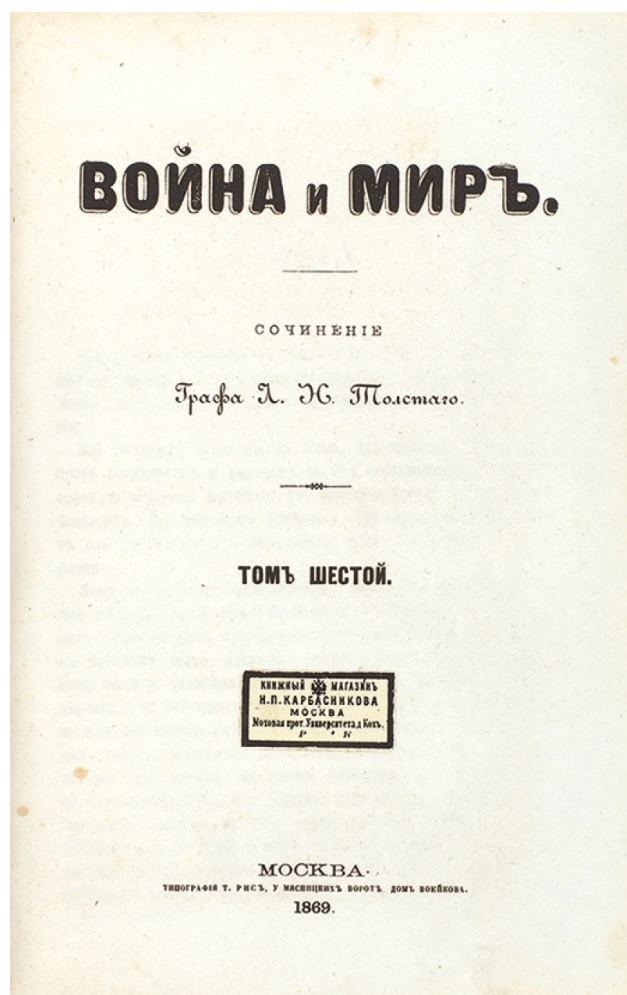 ВОЙНА и МИРЪ.
СОЧИНЕНІЕ
Графа Л. Н. Толстаго.
ТОМЪ ШЕСТОЙ.
КНИЖНЫЙ МАГАЗИНЪ
Н.П.КАРБАСНИКОВА
МОСКВА
Моховая прот. Университета д Кохъ.
Р К
МОСКВА.
ТИПОГРАФІЯ Т. РИСЪ, У МЯСНИЦКИХЪ ВОРОТЪ, ДОМЪ ВОЕЙКОВА.
1869.